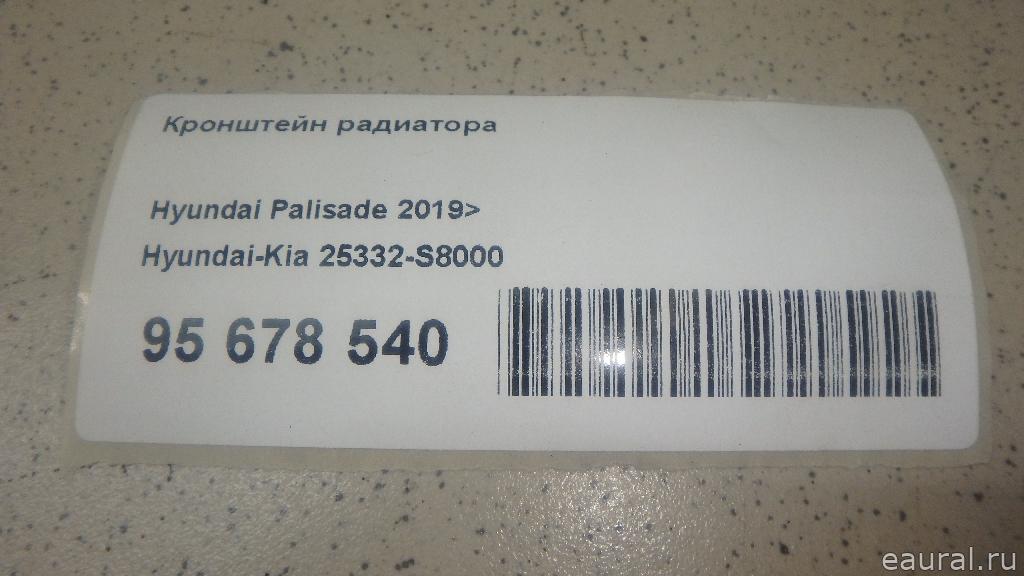 Кронштейн радиатора
Hyundai Palisade 2019>
Hyundai-Kia 25332-S8000
95 678 540
eaural.ru